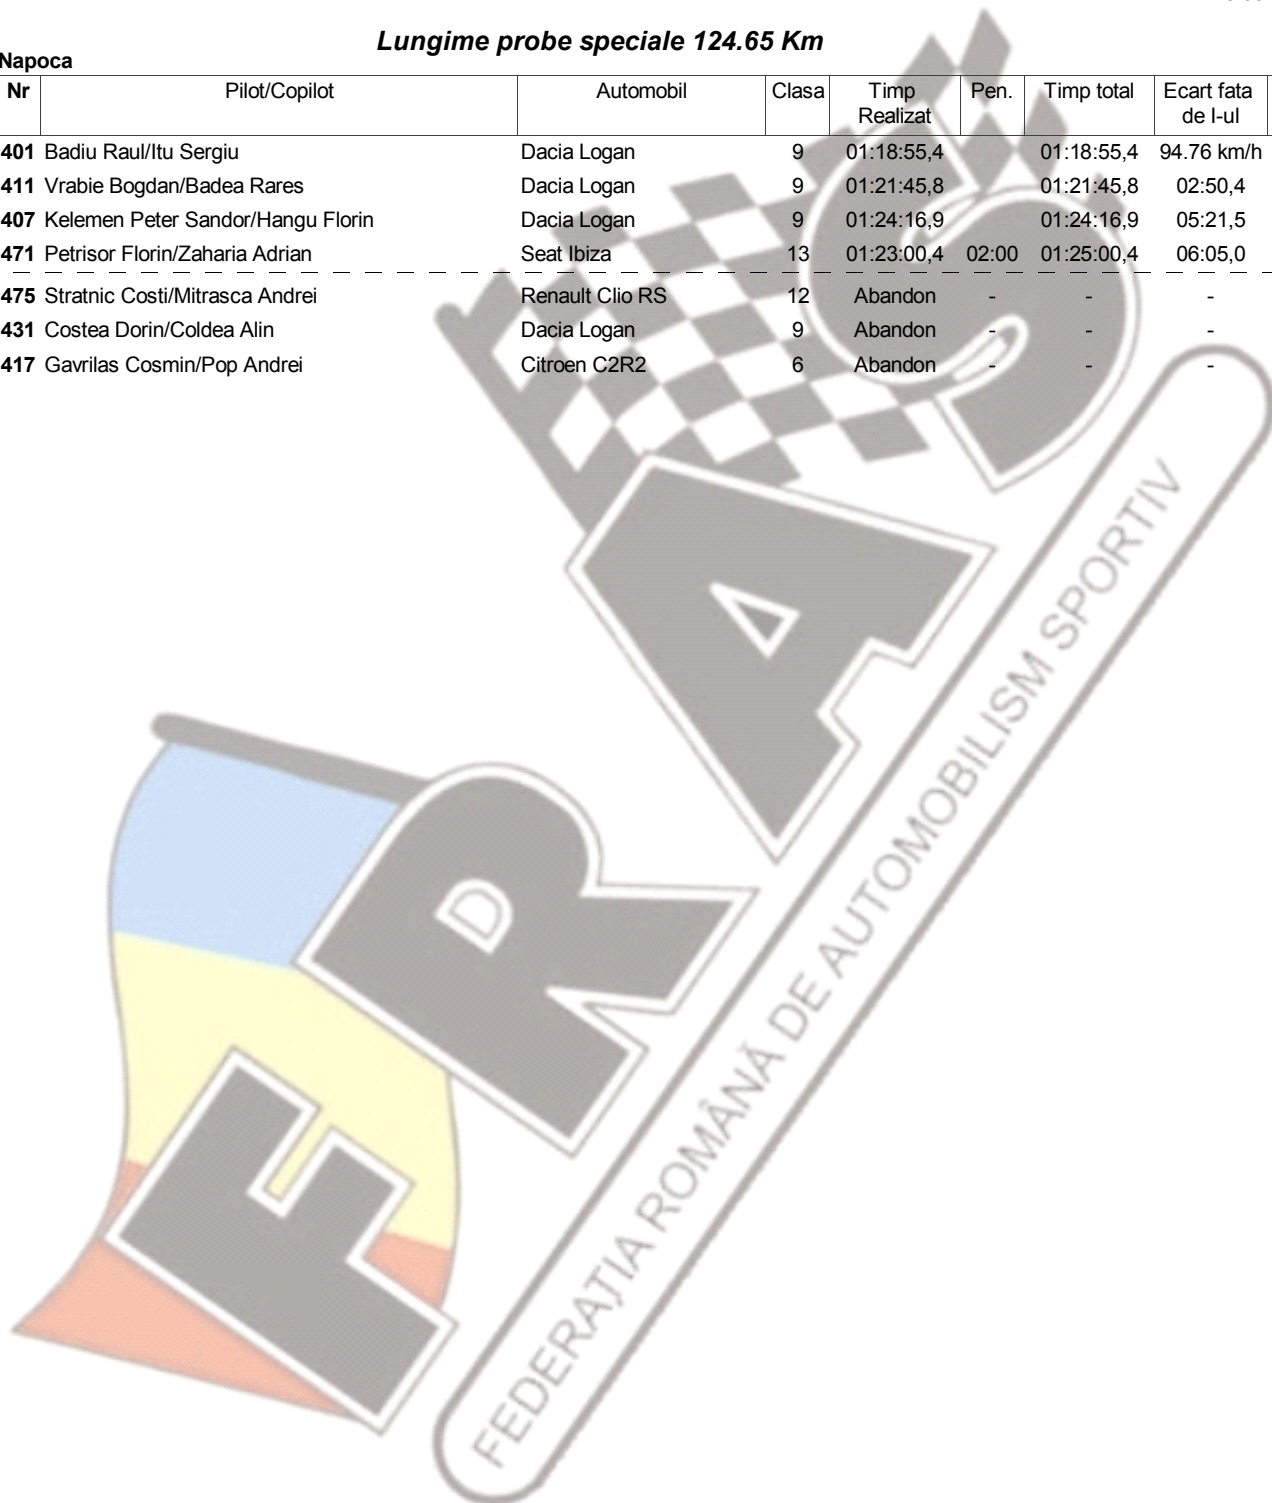 Lungime probe speciale 124.65 Km
Napoca
Nr Pilot/Copilot Automobil Clasa Timp Realizat Pen. Timp total Ecart fata de I-ul
401 Badiu Raul/Itu Sergiu Dacia Logan 9 01:18:55,4 01:18:55,4 94.76 km/h
411 Vrabie Bogdan/Badea Rares Dacia Logan 9 01:21:45,8 01:21:45,8 02:50,4
407 Kelemen Peter Sandor/Hangu Florin Dacia Logan 9 01:24:16,9 01:24:16,9 05:21,5
471 Petrisor Florin/Zaharia Adrian Seat Ibiza 13 01:23:00,4 02:00 01:25:00,4 06:05,0
475 Stratnic Costi/Mitrasca Andrei Renault Clio RS 12 Abandon - - -
431 Costea Dorin/Coldea Alin Dacia Logan 9 Abandon - - -
417 Gavrilas Cosmin/Pop Andrei Citroen C2R2 6 Abandon - - -
FRAS
FEDERAȚIA ROMÂNĂ DE AUTOMOBILISM SPORTIV